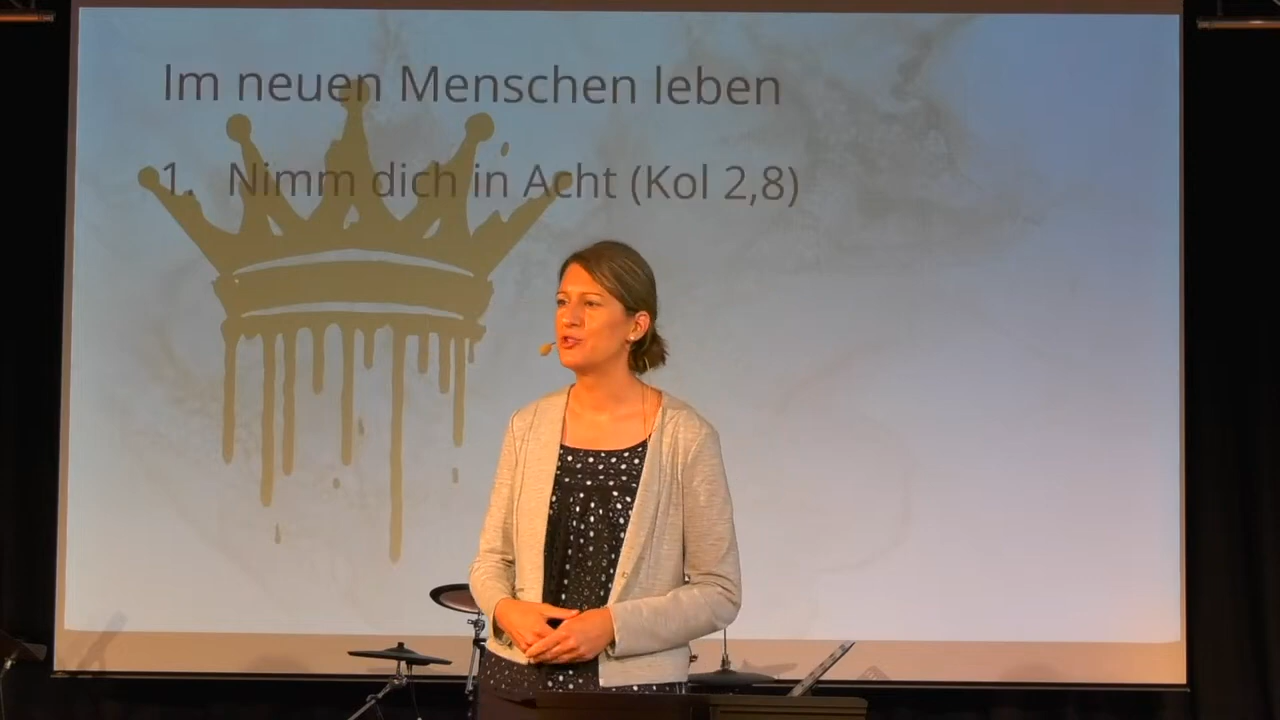 Im neuen Menschen leben
1. Nimm dich in Acht (Kol 2,8)